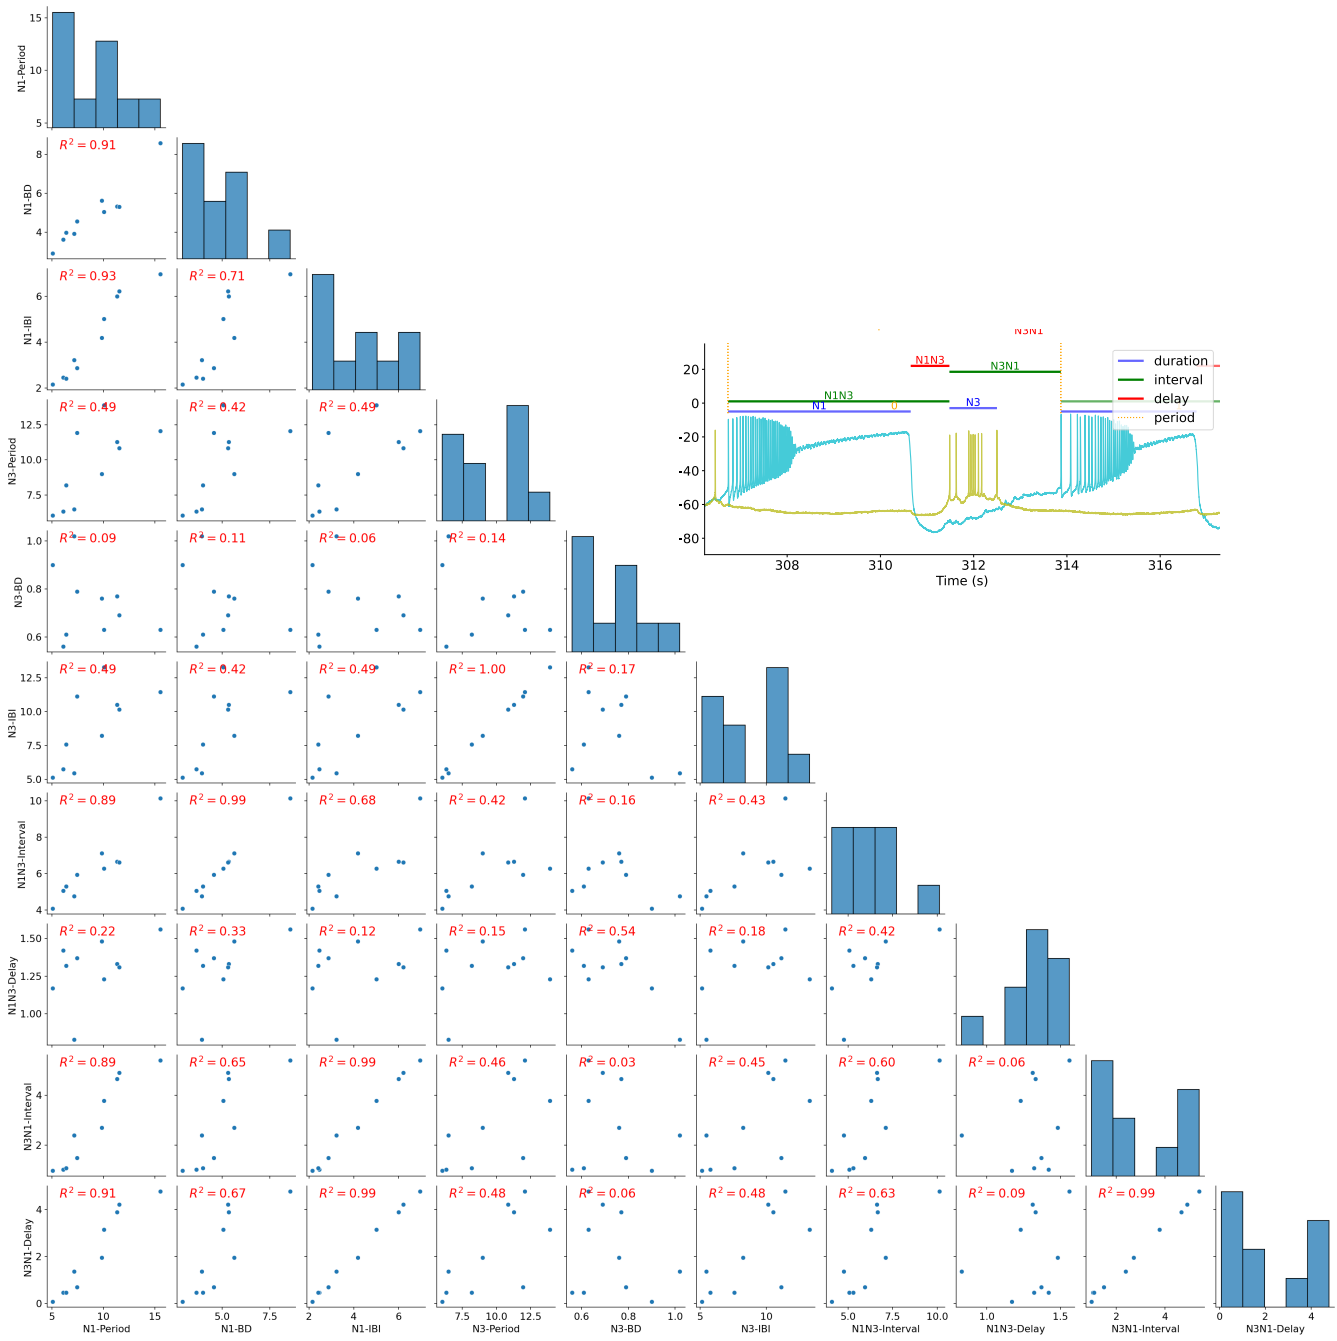 N1-Period
15
10
5
N1-BD
8
6
4
R² = 0.91
N1-IBI
6
4
2
R² = 0.93
R² = 0.71
N3-Period
12.5
10.0
7.5
R² = 0.49
R² = 0.42
R² = 0.49
N3-BD
1.0
0.8
0.6
R² = 0.09
R² = 0.11
R² = 0.06
R² = 0.14
N3-IBI
12.5
10.0
7.5
5.0
R² = 0.49
R² = 0.42
R² = 0.49
R² = 1.00
R² = 0.17
N1N3-Interval
10
8
6
4
R² = 0.89
R² = 0.99
R² = 0.68
R² = 0.42
R² = 0.16
R² = 0.43
N1N3-Delay
1.50
1.25
1.00
R² = 0.22
R² = 0.33
R² = 0.12
R² = 0.15
R² = 0.54
R² = 0.18
R² = 0.42
N3N1-Interval
4
2
R² = 0.89
R² = 0.65
R² = 0.99
R² = 0.46
R² = 0.03
R² = 0.45
R² = 0.60
R² = 0.06
N3N1-Delay
4
2
0
R² = 0.91
R² = 0.67
R² = 0.99
R² = 0.48
R² = 0.06
R² = 0.48
R² = 0.63
R² = 0.09
R² = 0.99
5 10 15
N1-Period
5.0 7.5
N1-BD
2 4 6
N1-IBI
7.5 10.0 12.5
N3-Period
0.6 0.8 1.0
N3-BD
5 10
N3-IBI
5.0 7.5 10.0
N1N3-Interval
1.0 1.5
N1N3-Delay
2 4
N3N1-Interval
0 2 4
N3N1-Delay
N3N1
20
0
-20
-40
-60
-80
N1N3
N3N1
N1N3
N1
0
N3
duration
interval
delay
period
308 310 312 314 316
Time (s)